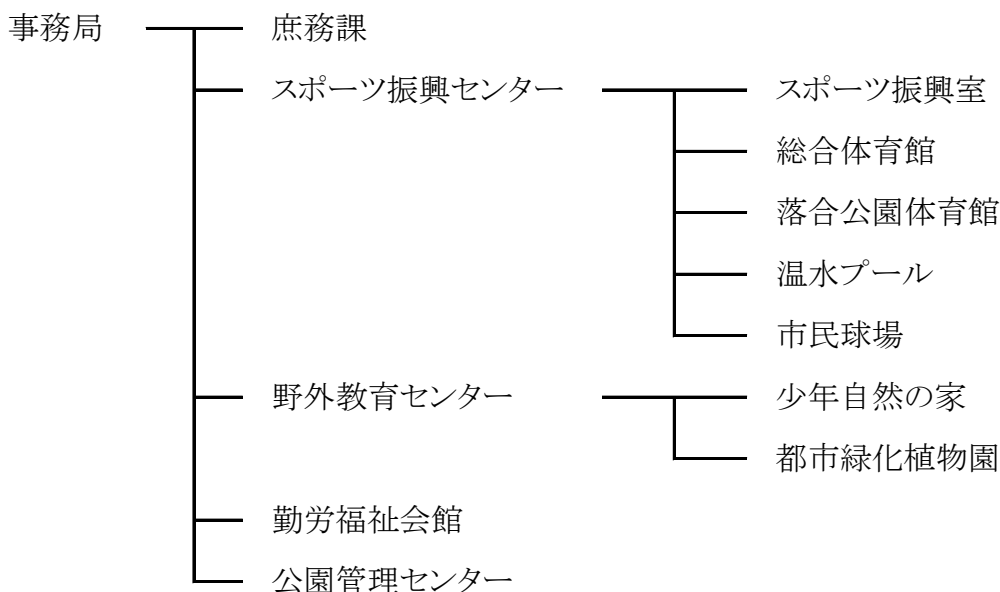 事務局 庶務課
スポーツ振興センター スポーツ振興室
総合体育館
落合公園体育館
温水プール
市民球場
野外教育センター 少年自然の家
都市緑化植物園
勤労福祉会館
公園管理センター